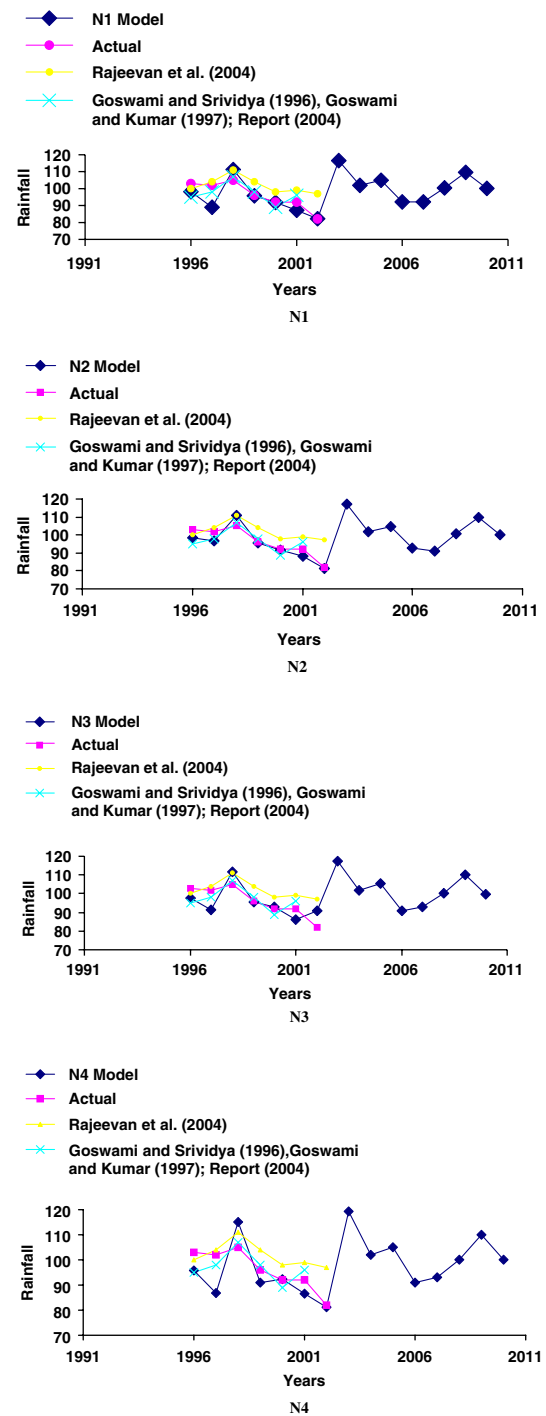 N1 Model
Actual
Rajeevan et al. (2004)
Goswami and Srividya (1996), Goswami
and Kumar (1997); Report (2004)
120
110
100
90
80
70
Rainfall
1991
1996
2001
2006
2011
Years
N1
N2 Model
Actual
Rajeevan et al. (2004)
Goswami and Srividya (1996), Goswami
and Kumar (1997); Report (2004)
120
110
100
90
80
70
Rainfall
1991
1996
2001
2006
2011
Years
N2
N3 Model
Actual
Rajeevan et al. (2004)
Goswami and Srividya (1996), Goswami
and Kumar (1997); Report (2004)
120
110
100
90
80
70
Rainfall
1991
1996
2001
2006
2011
Years
N3
N4 Model
Actual
Rajeevan et al. (2004)
Goswami and Srividya (1996),Goswami
and Kumar (1997); Report (2004)
120
110
100
90
80
70
Rainfall
1991
1996
2001
2006
2011
Years
N4